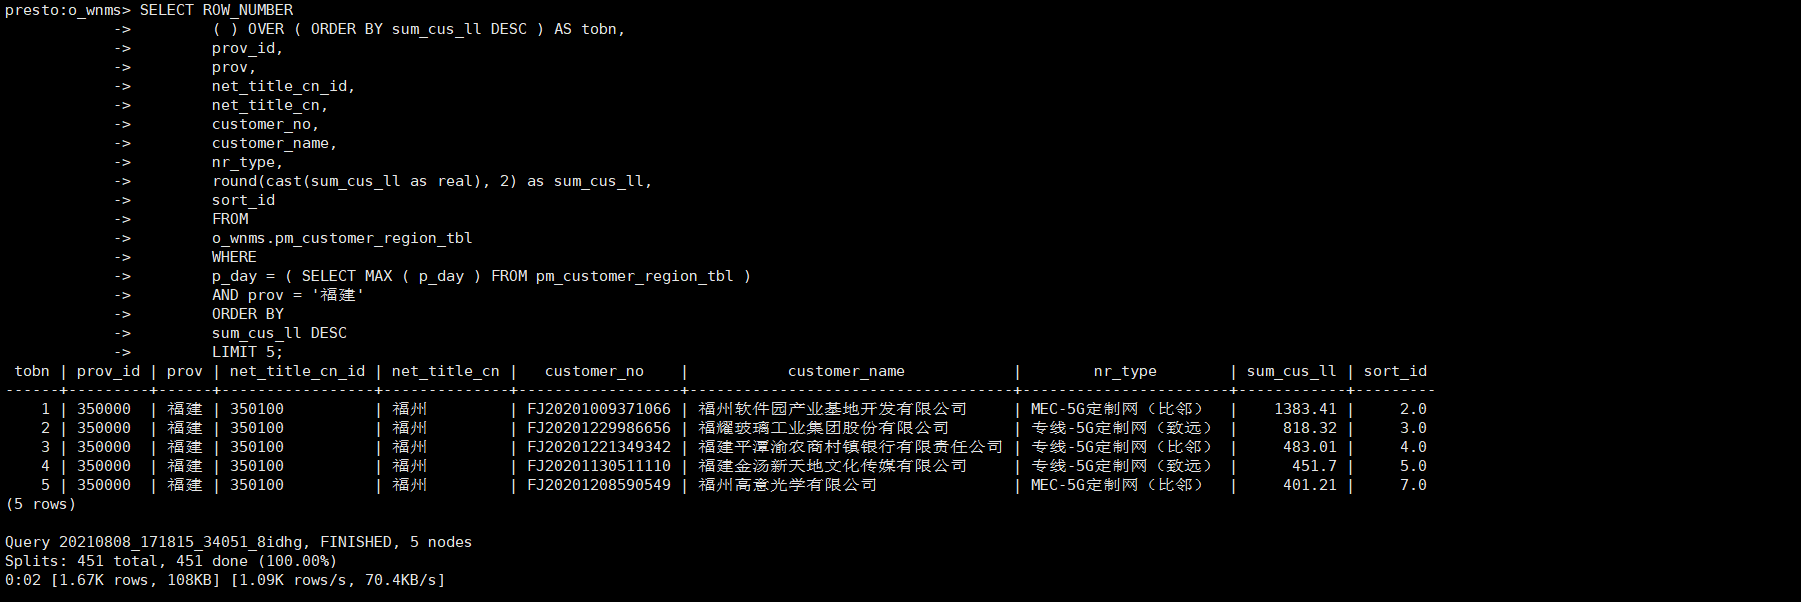 presto:o_wnms> SELECT ROW_NUMBER
            ->         ( ) OVER ( ORDER BY sum_cus_ll DESC ) AS tobn,
            ->         prov_id,
            ->         prov,
            ->         net_title_cn_id,
            ->         net_title_cn,
            ->         customer_no,
            ->         customer_name,
            ->         nr_type,
            ->         round(cast(sum_cus_ll as real), 2) as sum_cus_ll,
            ->         sort_id
            ->         FROM
            ->         o_wnms.pm_customer_region_tbl
            ->         WHERE
            ->         p_day = ( SELECT MAX ( p_day ) FROM pm_customer_region_tbl )
            ->         AND prov = '福建'
            ->         ORDER BY
            ->         sum_cus_ll DESC
            ->         LIMIT 5;
 tobn | prov_id | prov | net_title_cn_id | net_title_cn |   customer_no    |           customer_name            |        nr_type        | sum_cus_ll | sort_id
------+---------+------+-----------------+--------------+------------------+------------------------------------+-----------------------+------------+---------
    1 | 350000  | 福建 | 350100          | 福州         | FJ20201009371066 | 福州软件园产业基地开发有限公司     | MEC-5G定制网（比邻）  |    1383.41 |     2.0
    2 | 350000  | 福建 | 350100          | 福州         | FJ20201229986656 | 福耀玻璃工业集团股份有限公司       | 专线-5G定制网（致远） |     818.32 |     3.0
    3 | 350000  | 福建 | 350100          | 福州         | FJ20201221349342 | 福建平潭渝农商村镇银行有限责任公司 | MEC-5G定制网（比邻）  |     483.01 |     4.0
    4 | 350000  | 福建 | 350100          | 福州         | FJ20201130511110 | 福建金汤新天地文化传媒有限公司     | 专线-5G定制网（致远） |      451.7 |     5.0
    5 | 350000  | 福建 | 350100          | 福州         | FJ20201208590549 | 福州高意光学有限公司               | MEC-5G定制网（比邻）  |     401.21 |     7.0
(5 rows)

Query 20210808_171815_34051_8idhg, FINISHED, 5 nodes
Splits: 451 total, 451 done (100.00%)
0:02 [1.67K rows, 108KB] [1.09K rows/s, 70.4KB/s]